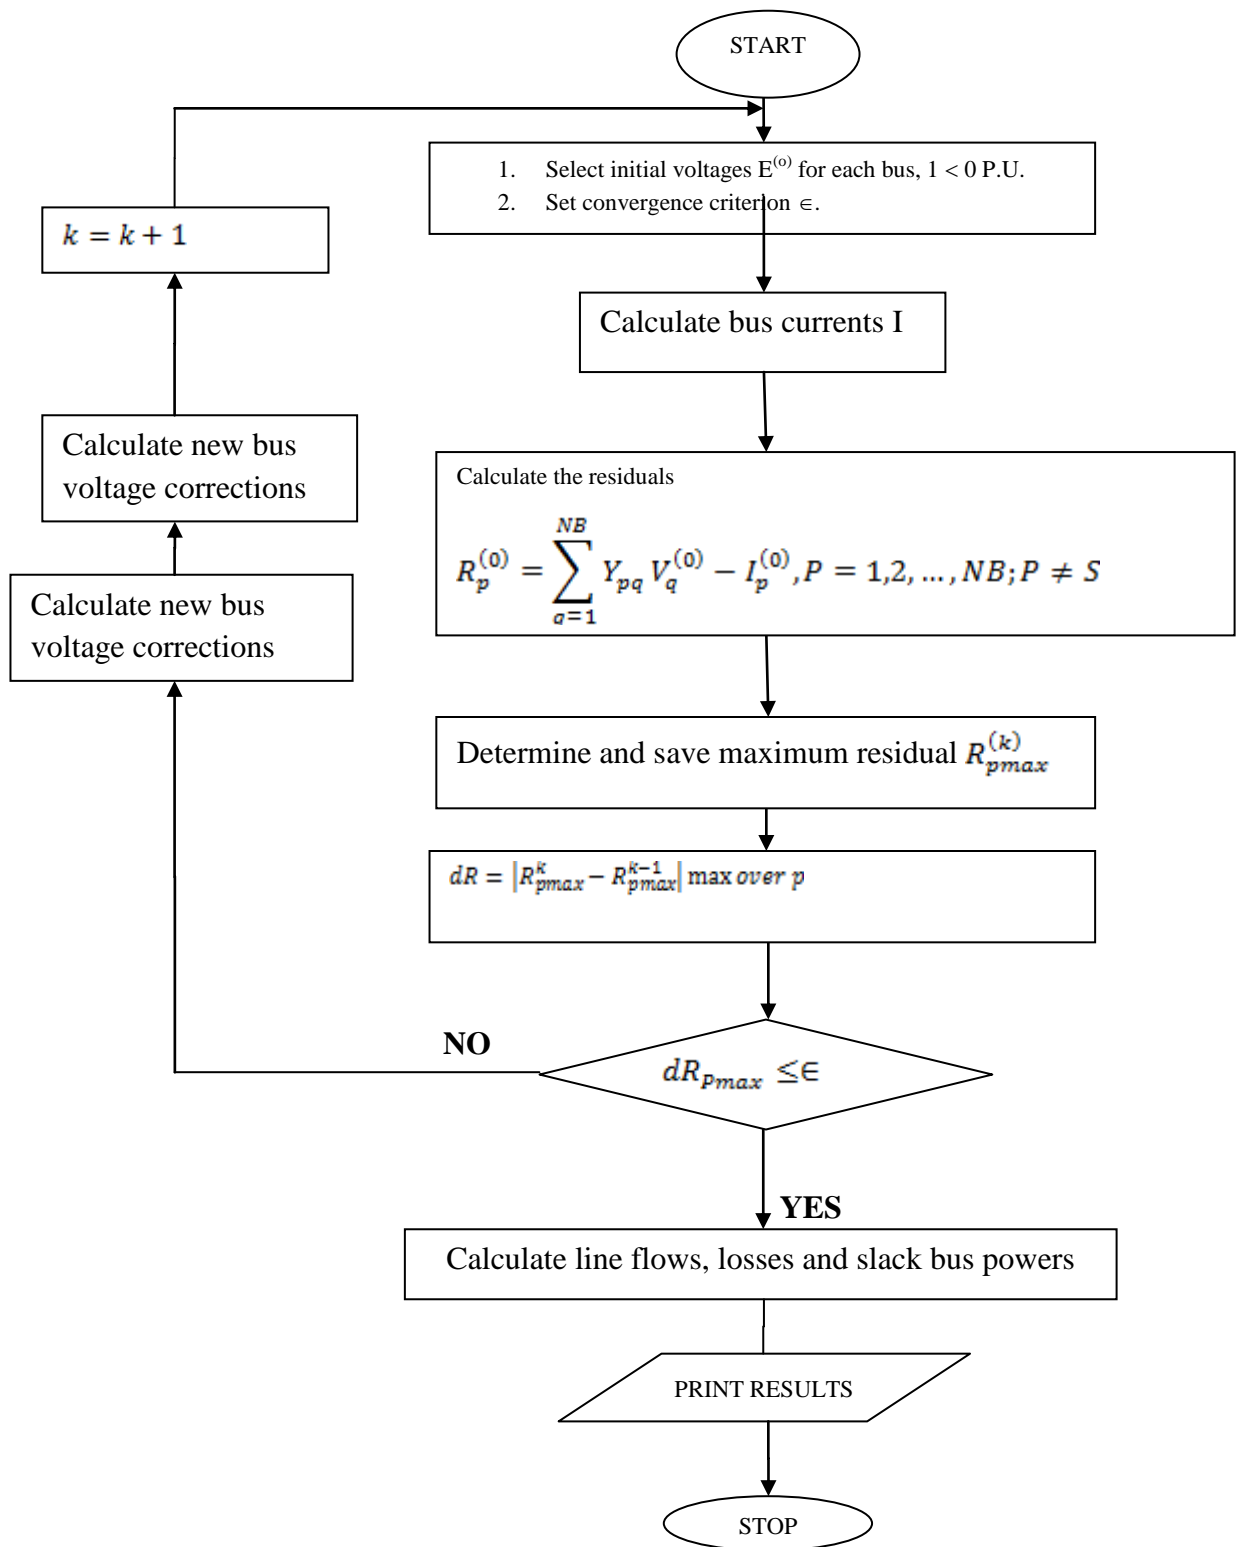 START
1. Select initial voltages E^(o) for each bus, 1 < 0 P.U.
2. Set convergence criterion ∈.
k = k + 1
Calculate bus currents I
Calculate new bus
voltage corrections
Calculate the residuals
R_p^(0) = ∑_{q=1}^{NB} Y_pq V_q^(0) − I_p^(0), P = 1,2, … , NB; P ≠ S
Calculate new bus
voltage corrections
Determine and save maximum residual R_pmax^(k)
dR = |R_pmax^k − R_pmax^k−1| max over p
NO
dR_Pmax ≤∈
YES
Calculate line flows, losses and slack bus powers
PRINT RESULTS
STOP